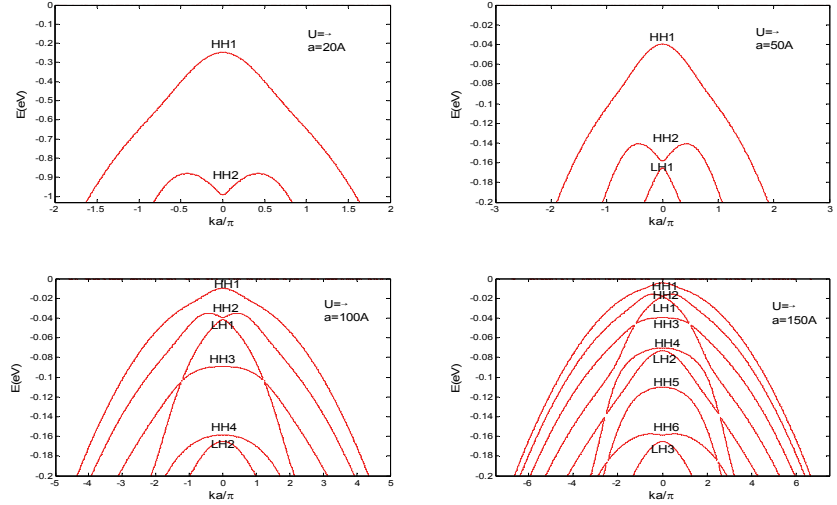 0
-0.1
-0.2
-0.3
-0.4
-0.5
-0.6
-0.7
-0.8
-0.9
-1
E(eV)
HH1
HH2
U=→
a=20A
-2 -1.5 -1 -0.5 0 0.5 1 1.5 2
ka/π
0
-0.02
-0.04
-0.06
-0.08
-0.1
-0.12
-0.14
-0.16
-0.18
-0.2
E(eV)
HH1
HH2
LH1
U=→
a=50A
-3 -2 -1 0 1 2 3
ka/π
0
-0.02
-0.04
-0.06
-0.08
-0.1
-0.12
-0.14
-0.16
-0.18
-0.2
E(eV)
HH1
HH2
LH1
HH3
HH4
LH2
U=→
a=100A
-5 -4 -3 -2 -1 0 1 2 3 4 5
ka/π
0
-0.02
-0.04
-0.06
-0.08
-0.1
-0.12
-0.14
-0.16
-0.18
-0.2
E(eV)
HH1
HH2
LH1
HH3
HH4
LH2
HH5
HH6
LH3
U=→
a=150A
-6 -4 -2 0 2 4 6
ka/π